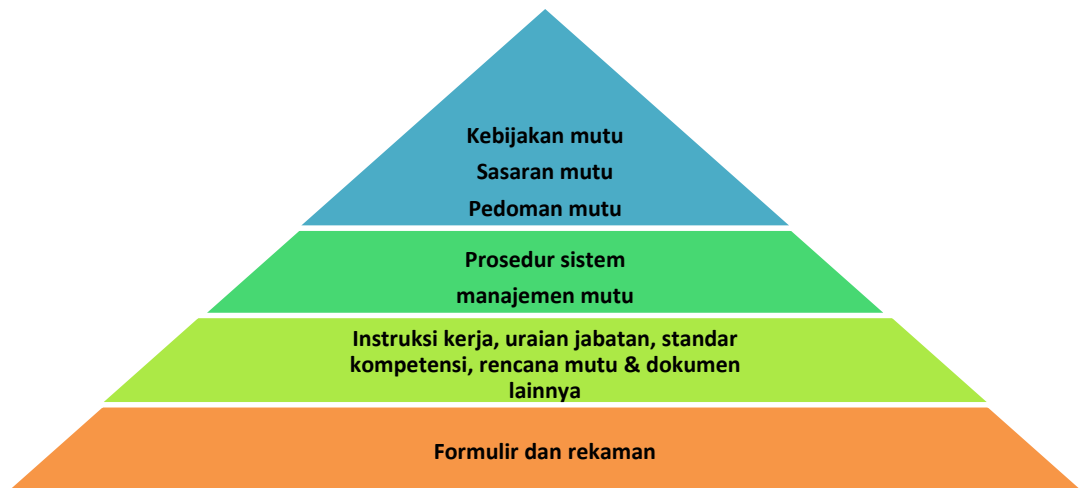 Kebijakan mutu
Sasaran mutu
Pedoman mutu
Prosedur sistem
manajemen mutu
Instruksi kerja, uraian jabatan, standar
kompetensi, rencana mutu & dokumen
lainnya
Formulir dan rekaman